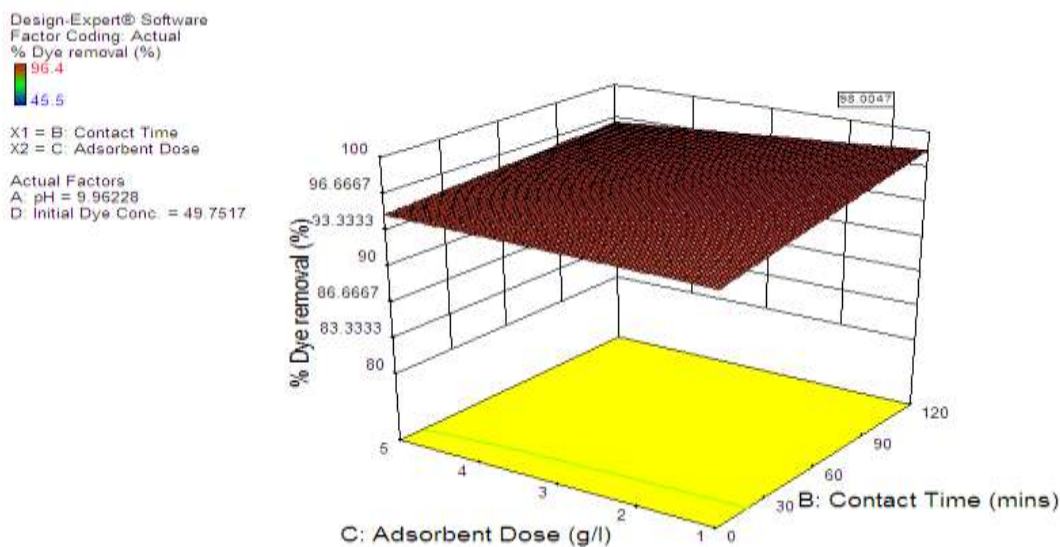 Design-Expert® Software
Factor Coding: Actual
% Dye removal (%)
96.4
45.5
X1 = B: Contact Time
X2 = C: Adsorbent Dose
Actual Factors
A: pH = 9.96228
D: Initial Dye Conc. = 49.7517
98.0047
% Dye removal (%)
100
96.6667
93.3333
90
86.6667
83.3333
80
5
4
3
2
1
0
30
60
90
120
C: Adsorbent Dose (g/l)
B: Contact Time (mins)